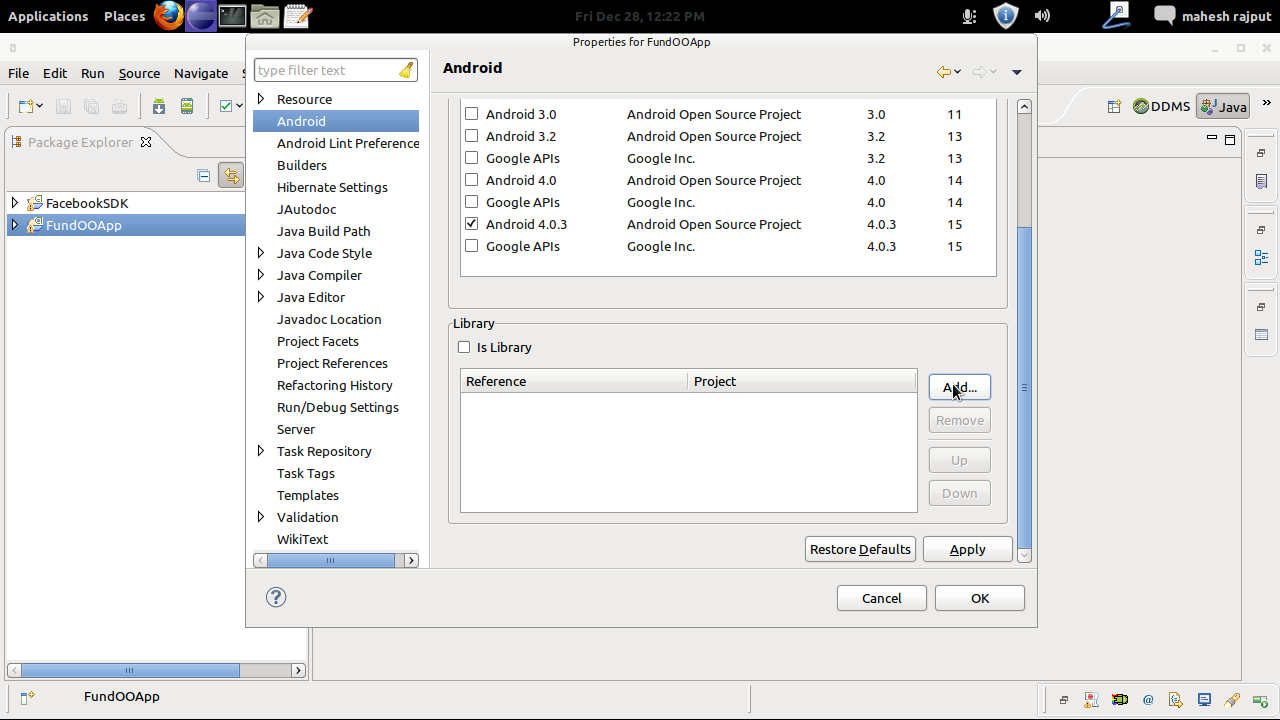 Applications Places Fri Dec 28, 12:22 PM mahesh rajput
Properties for FundOOApp
File Edit Run Source Navigate
type filter text
Android
Resource
Android
Android Lint Preference
Builders
Hibernate Settings
JAutodoc
Java Build Path
Java Code Style
Java Compiler
Java Editor
Javadoc Location
Project Facets
Project References
Refactoring History
Run/Debug Settings
Server
Task Repository
Task Tags
Templates
Validation
WikiText
DDMS Java
Package Explorer
FacebookSDK
FundOOApp
Android 3.0 Android Open Source Project 3.0 11
Android 3.2 Android Open Source Project 3.2 13
Google APIs Google Inc. 3.2 13
Android 4.0 Android Open Source Project 4.0 14
Google APIs Google Inc. 4.0 14
Android 4.0.3 Android Open Source Project 4.0.3 15
Google APIs Google Inc. 4.0.3 15
Library
Is Library
Reference Project
Add...
Remove
Up
Down
Restore Defaults Apply
Cancel OK
FundOOApp